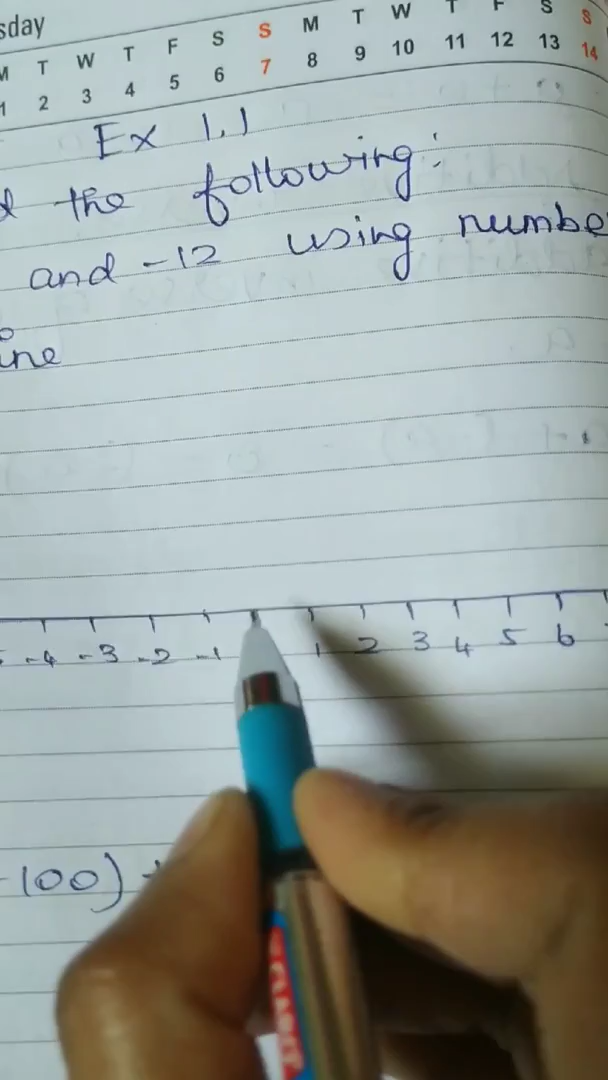 sday
M T W T F S S M T W T F S S
1 2 3 4 5 6 7 8 9 10 11 12 13 14
Ex 1.1
the following:
and -12 using numbe
ine
-4 -3 -2 -1 1 2 3 4 5 6
-100) +